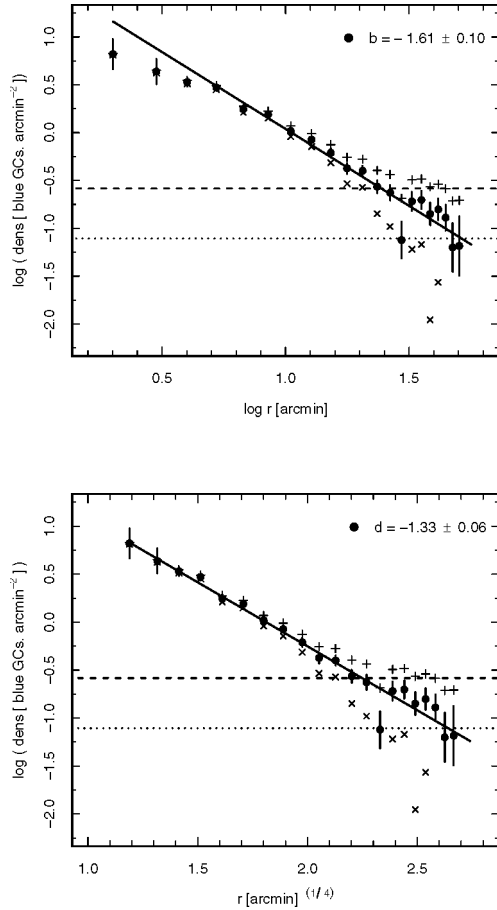 b = − 1.61 ± 0.10
1.0
0.5
0.0
−0.5
−1.0
−1.5
−2.0
log ( dens [ blue GCs. arcmin⁻² ])
0.5 1.0 1.5
log r [arcmin]
d = −1.33 ± 0.06
1.0
0.5
0.0
−0.5
−1.0
−1.5
−2.0
log ( dens [ blue GCs. arcmin⁻² ])
1.0 1.5 2.0 2.5
r [arcmin] (1/4)